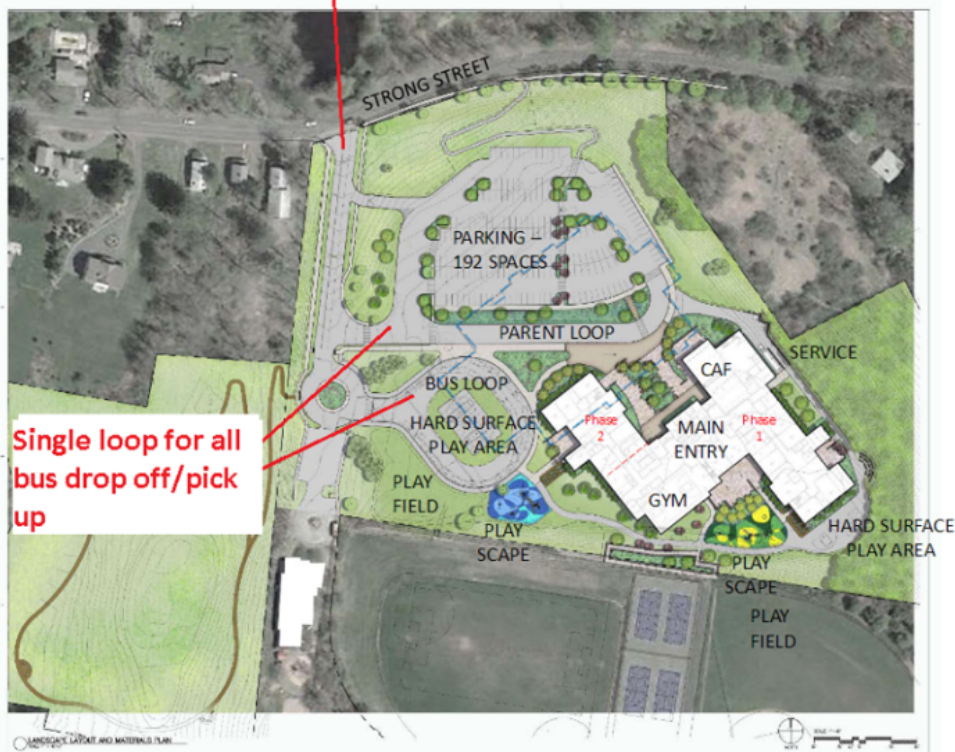 STRONG STREET
PARKING –
192 SPACES
PARENT LOOP
SERVICE
CAF
BUS LOOP
Phase
2
MAIN
ENTRY
Phase
1
HARD SURFACE
PLAY AREA
Single loop for all
bus drop off/pick
up
PLAY
FIELD
GYM
PLAY
SCAPE
HARD SURFACE
PLAY AREA
PLAY
SCAPE
PLAY
FIELD
LANDSCAPE LAYOUT AND MATERIALS PLAN